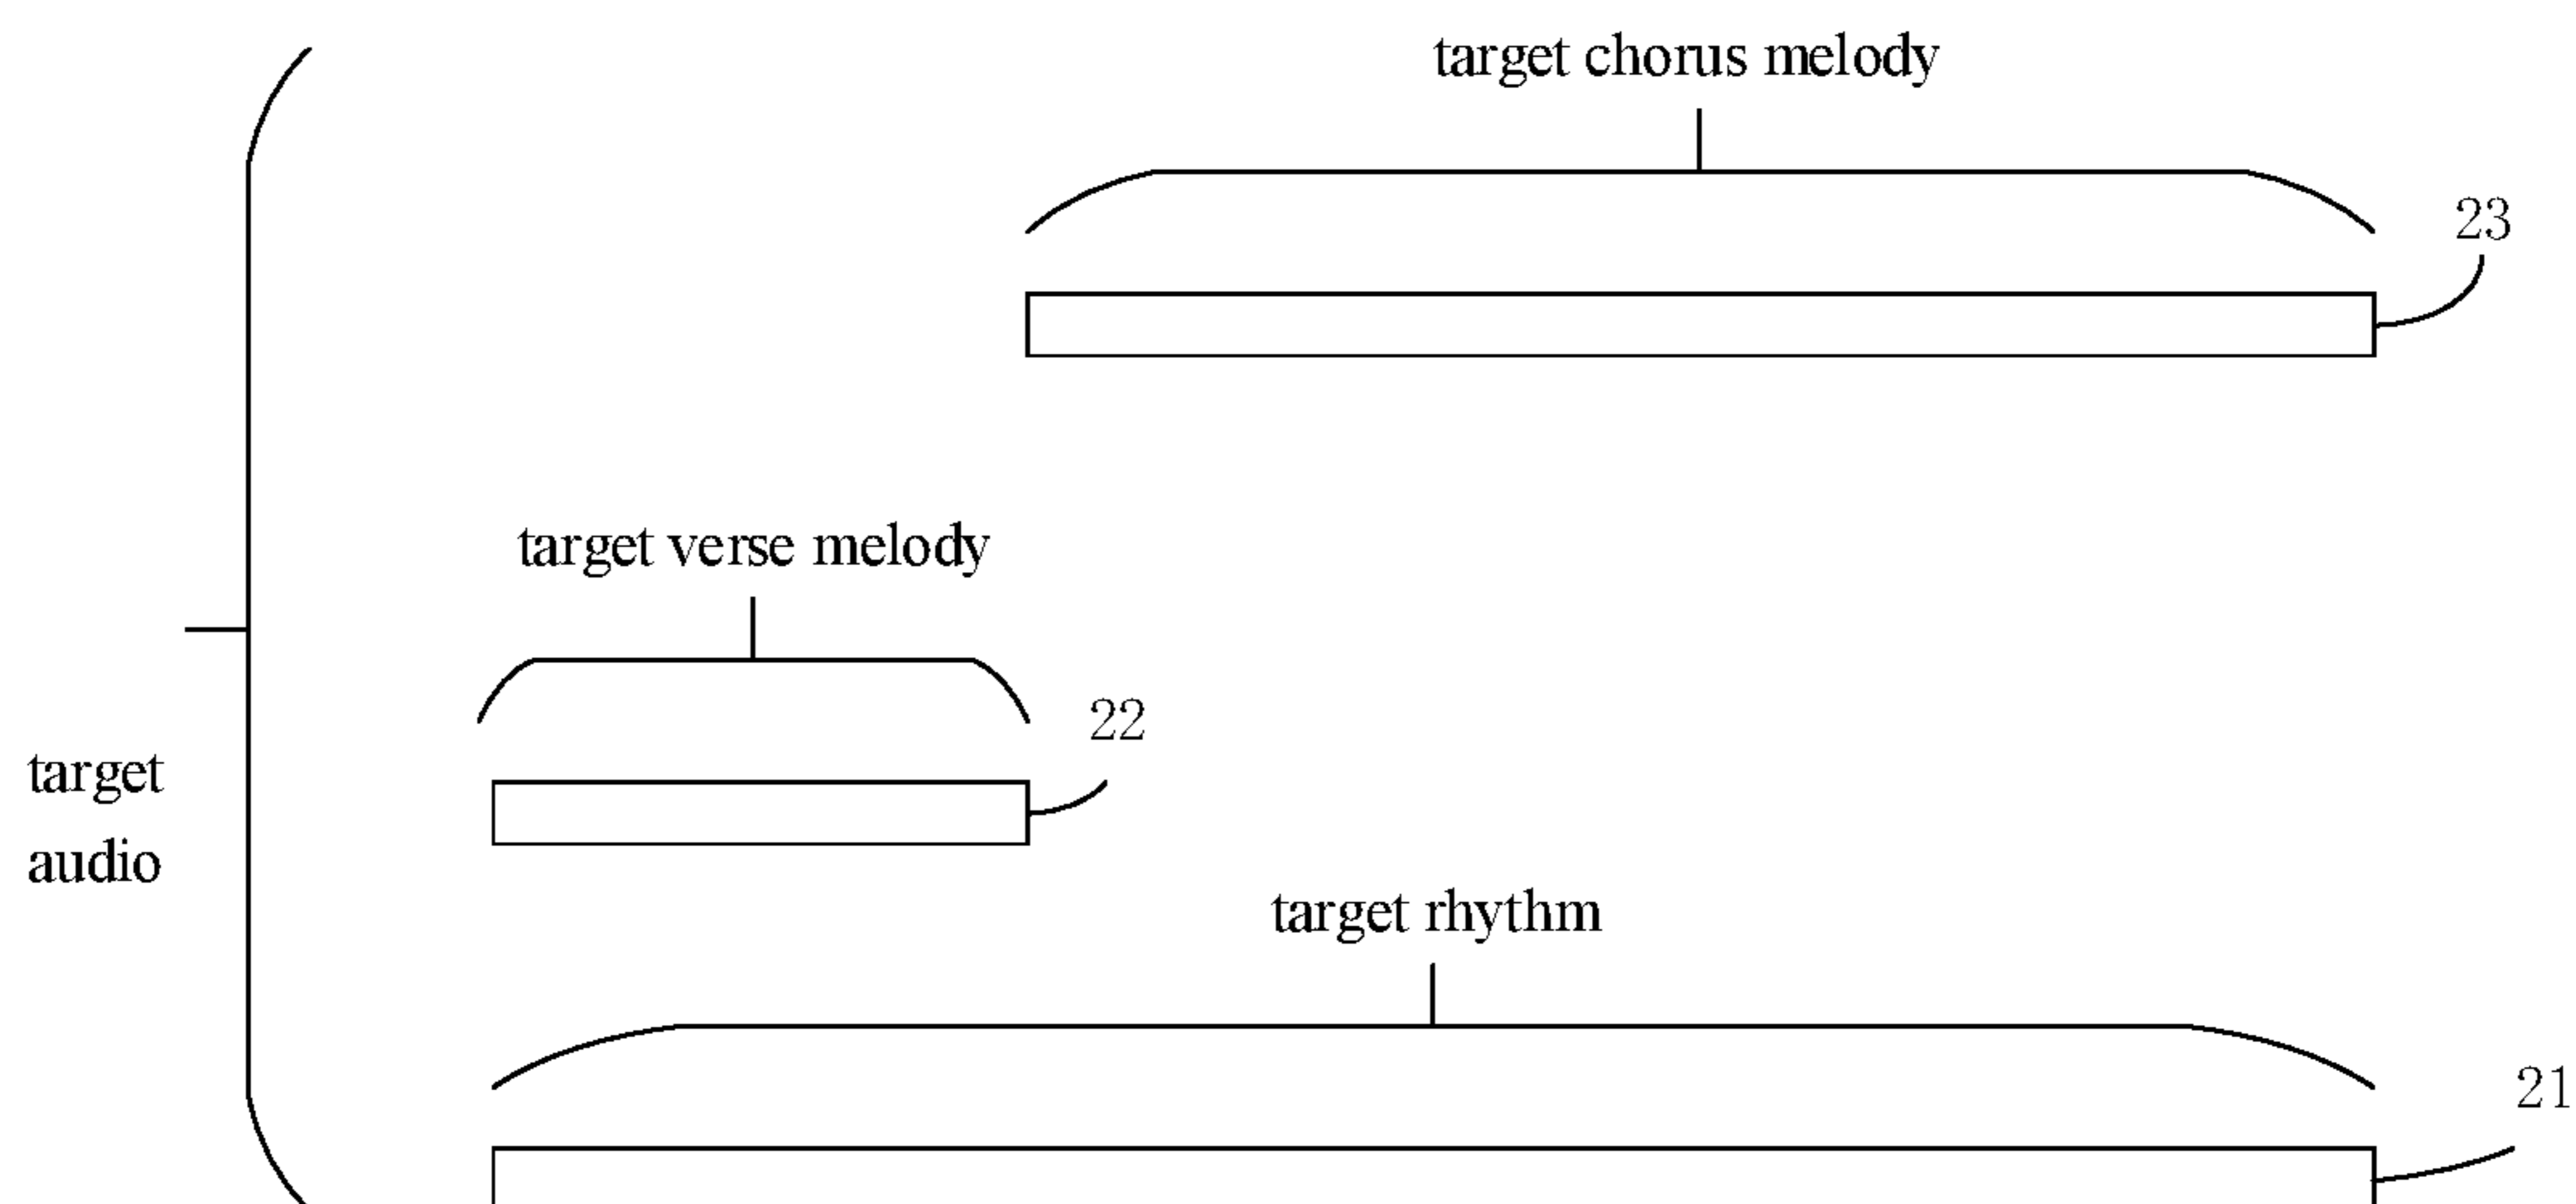 target chorus melody
23
target verse melody
22
target
audio
target rhythm
21